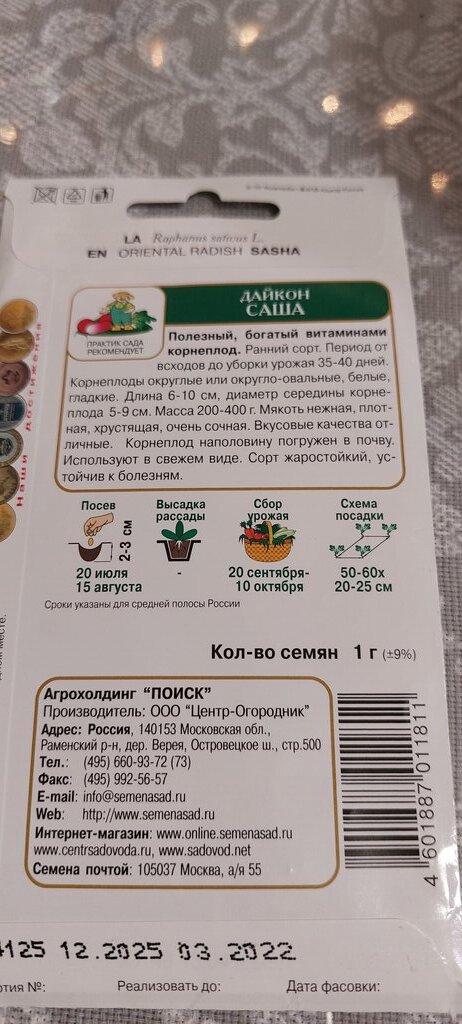 LA Raphanus sativus L.
EN ORIENTAL RADISH SASHA
ДАЙКОН
САША
ПРАКТИК САДА
РЕКОМЕНДУЕТ
Полезный, богатый витаминами
корнеплод. Ранний сорт. Период от
всходов до уборки урожая 35-40 дней.
Корнеплоды округлые или округло-овальные, белые,
гладкие. Длина 6-10 см, диаметр середины корне-
плода 5-9 см. Масса 200-400 г. Мякоть нежная, плот-
ная, хрустящая, очень сочная. Вкусовые качества от-
личные. Корнеплод наполовину погружен в почву.
Используют в свежем виде. Сорт жаростойкий, ус-
тойчив к болезням.
Наши достижения
Посев
2-3 см
20 июля
15 августа
Высадка
рассады
-
Сбор
урожая
20 сентября-
10 октября
Схема
посадки
50-60х
20-25 см
Сроки указаны для средней полосы России
Кол-во семян 1 г (±9%)
Агрохолдинг “ПОИСК”
Производитель: ООО “Центр-Огородник”
Адрес: Россия, 140153 Московская обл.,
Раменский р-н, дер. Верея, Островецкое ш., стр.500
Тел.: (495) 660-93-72 (73)
Факс: (495) 992-56-57
E-mail: info@semenasad.ru
Web: http://www.semenasad.ru
Интернет-магазин: www.online.semenasad.ru
www.centrsadovoda.ru, www.sadovod.net
Семена почтой: 105037 Москва, а/я 55
4 601887 011811
4125 12.2025 03.2022
Реализовать до: Дата фасовки: